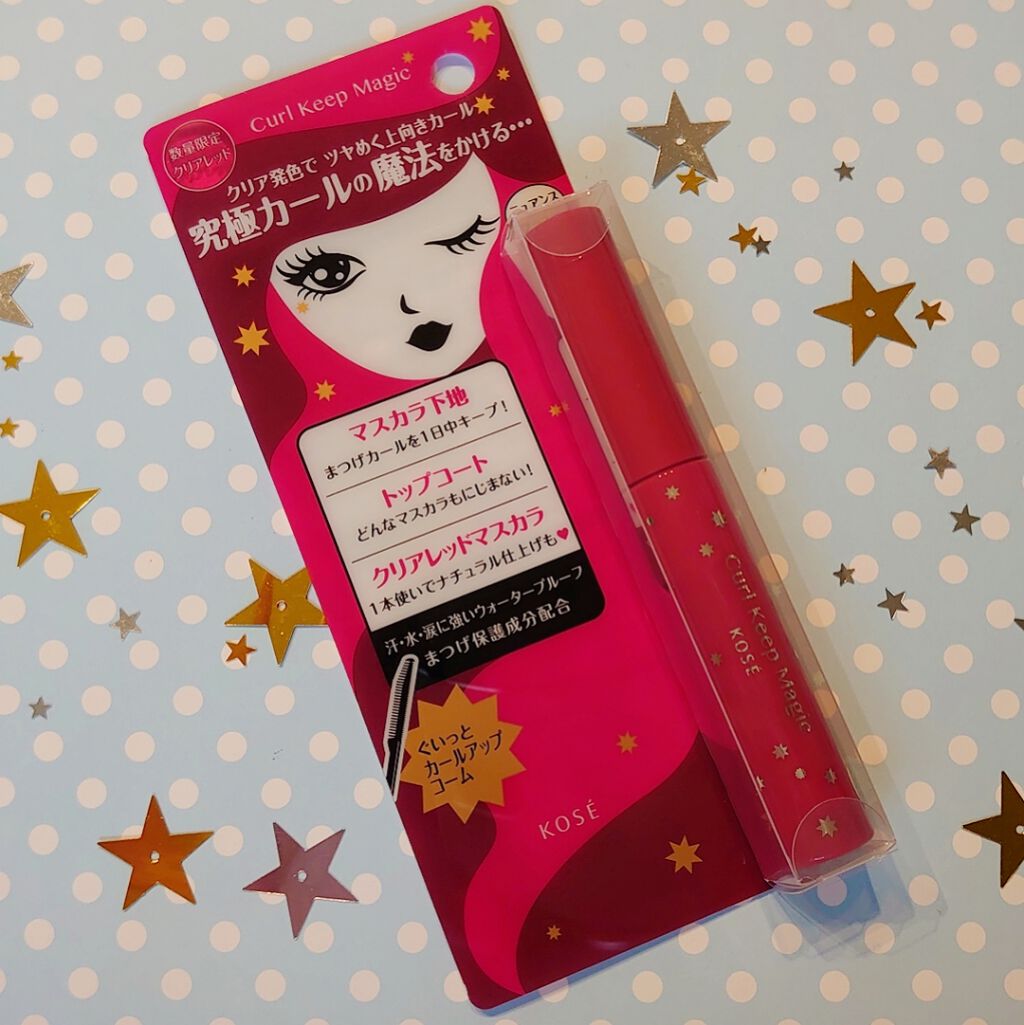 Curl Keep Magic
数量限定
クリアレッド
クリア発色で ツヤめく上向きカール
究極カールの魔法をかける…
マスカラ下地
まつげカールを1日中キープ!
トップコート
どんなマスカラもにじまない!
クリアレッドマスカラ
1本使いでナチュラル仕上げも♥
汗・水・涙に強いウォータープルーフ
まつげ保護成分配合
ぐいっと
カールアップ
コーム
KOSÉ
Curl Keep Magic
KOSÉ